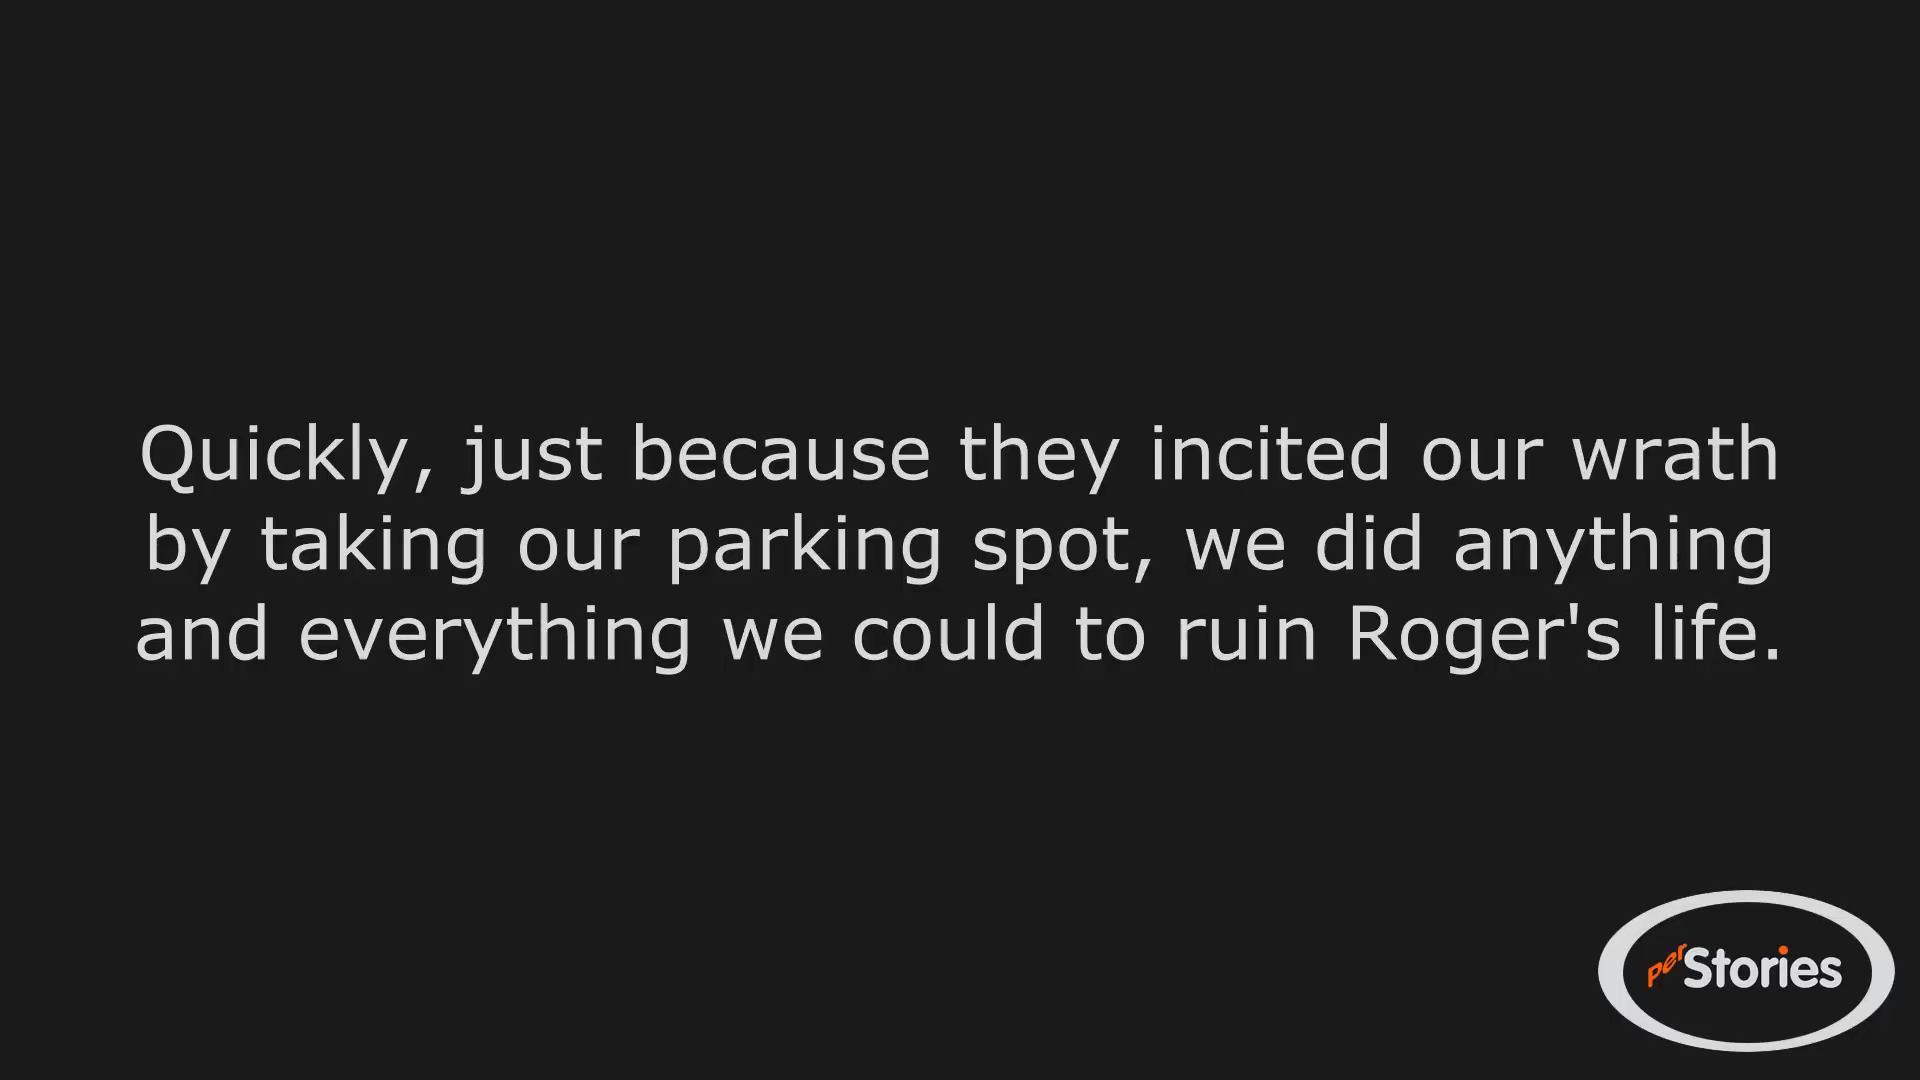 Quickly, just because they incited our wrath
by taking our parking spot, we did anything
and everything we could to ruin Roger's life.
perStories